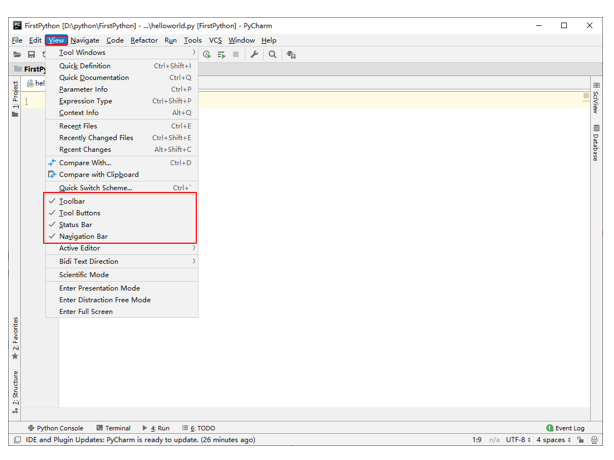 FirstPython [D:\python\FirstPython] - ...\helloworld.py [FirstPython] - PyCharm
File Edit View Navigate Code Refactor Run Tools VCS Window Help
Tool Windows
FirstPy
Quick Definition Ctrl+Shift+I
hel
Quick Documentation Ctrl+Q
1: Project
Parameter Info Ctrl+P
1
Expression Type Ctrl+Shift+P
Context Info Alt+Q
Recent Files Ctrl+E
Recently Changed Files Ctrl+Shift+E
Recent Changes Alt+Shift+C
Compare With... Ctrl+D
Compare with Clipboard
Quick Switch Scheme... Ctrl+`
Toolbar
Tool Buttons
Status Bar
Navigation Bar
Active Editor
Bidi Text Direction
Scientific Mode
Enter Presentation Mode
Enter Distraction Free Mode
Enter Full Screen
SciView
Database
2: Favorites
7: Structure
Python Console Terminal 4: Run 6: TODO Event Log
IDE and Plugin Updates: PyCharm is ready to update. (26 minutes ago) 1:9 n/a UTF-8 4 spaces